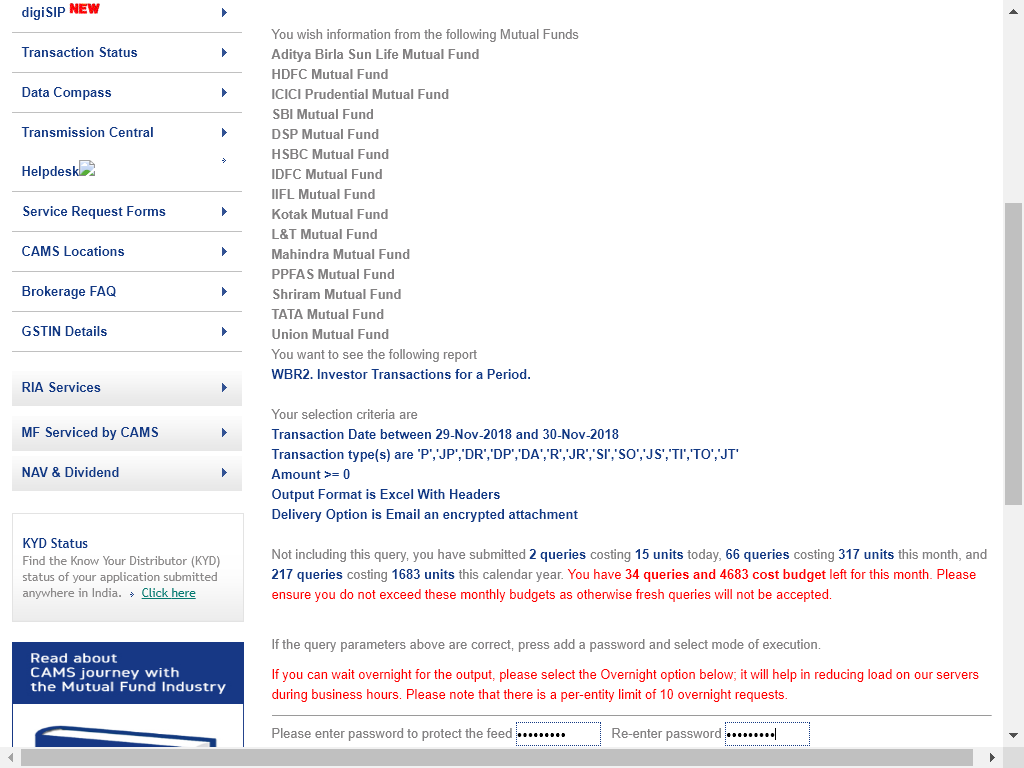 digiSIP NEW
Transaction Status
Data Compass
Transmission Central
Helpdesk
Service Request Forms
CAMS Locations
Brokerage FAQ
GSTIN Details
RIA Services
MF Serviced by CAMS
NAV & Dividend
KYD Status
Find the Know Your Distributor (KYD)
status of your application submitted
anywhere in India. Click here
Read about
CAMS journey with
the Mutual Fund Industry
You wish information from the following Mutual Funds
Aditya Birla Sun Life Mutual Fund
HDFC Mutual Fund
ICICI Prudential Mutual Fund
SBI Mutual Fund
DSP Mutual Fund
HSBC Mutual Fund
IDFC Mutual Fund
IIFL Mutual Fund
Kotak Mutual Fund
L&T Mutual Fund
Mahindra Mutual Fund
PPFAS Mutual Fund
Shriram Mutual Fund
TATA Mutual Fund
Union Mutual Fund
You want to see the following report
WBR2. Investor Transactions for a Period.
Your selection criteria are
Transaction Date between 29-Nov-2018 and 30-Nov-2018
Transaction type(s) are 'P','JP','DR','DP','DA','R','JR','SI','SO','JS','TI','TO','JT'
Amount >= 0
Output Format is Excel With Headers
Delivery Option is Email an encrypted attachment
Not including this query, you have submitted 2 queries costing 15 units today, 66 queries costing 317 units this month, and
217 queries costing 1683 units this calendar year. You have 34 queries and 4683 cost budget left for this month. Please
ensure you do not exceed these monthly budgets as otherwise fresh queries will not be accepted.
If the query parameters above are correct, press add a password and select mode of execution.
If you can wait overnight for the output, please select the Overnight option below; it will help in reducing load on our servers
during business hours. Please note that there is a per-entity limit of 10 overnight requests.
Please enter password to protect the feed ••••••••• Re-enter password •••••••••